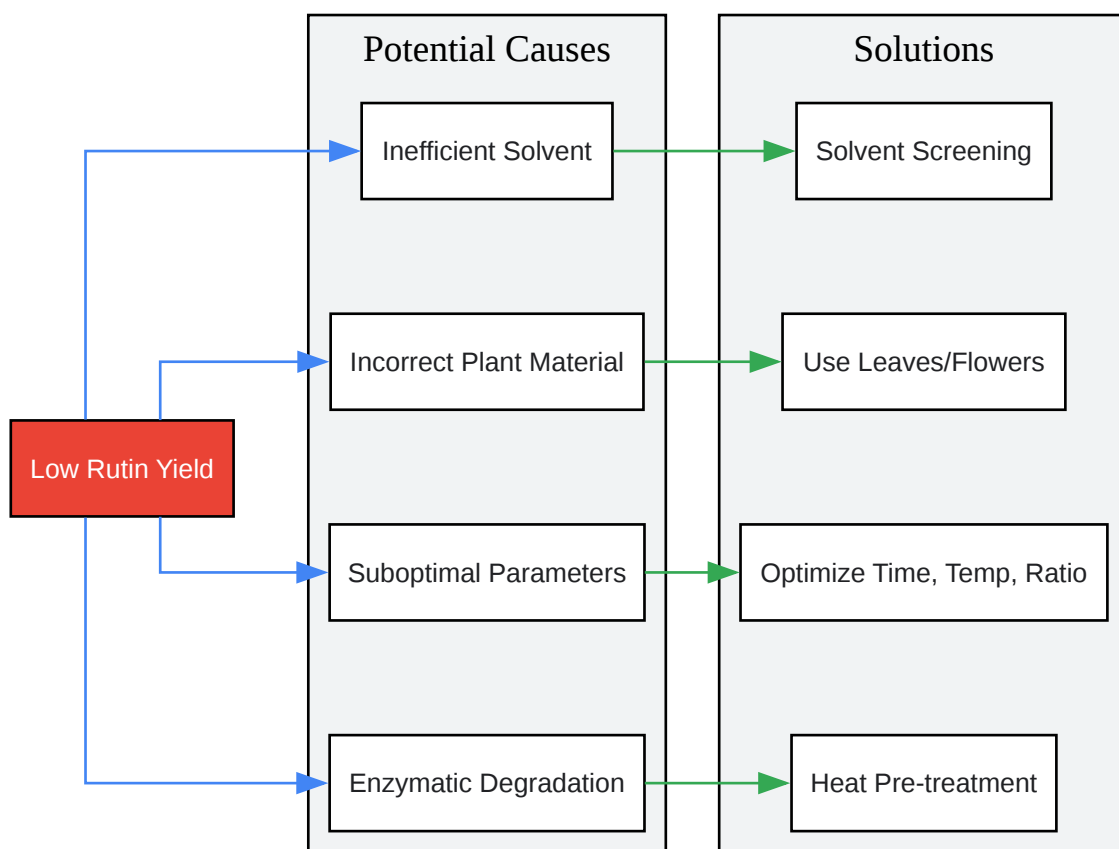 Potential Causes
Solutions
Inefficient Solvent
Solvent Screening
Incorrect Plant Material
Use Leaves/Flowers
Low Rutin Yield
Suboptimal Parameters
Optimize Time, Temp, Ratio
Enzymatic Degradation
Heat Pre-treatment